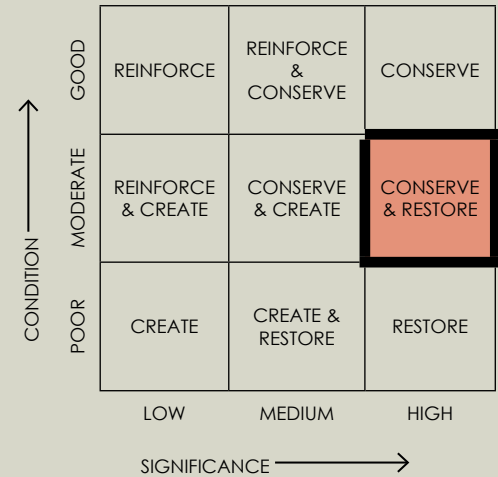 GOOD
REINFORCE
REINFORCE
&
CONSERVE
CONSERVE
MODERATE
REINFORCE
& CREATE
CONSERVE
& CREATE
CONSERVE
& RESTORE
CONDITION
POOR
CREATE
CREATE &
RESTORE
RESTORE
LOW
MEDIUM
HIGH
SIGNIFICANCE